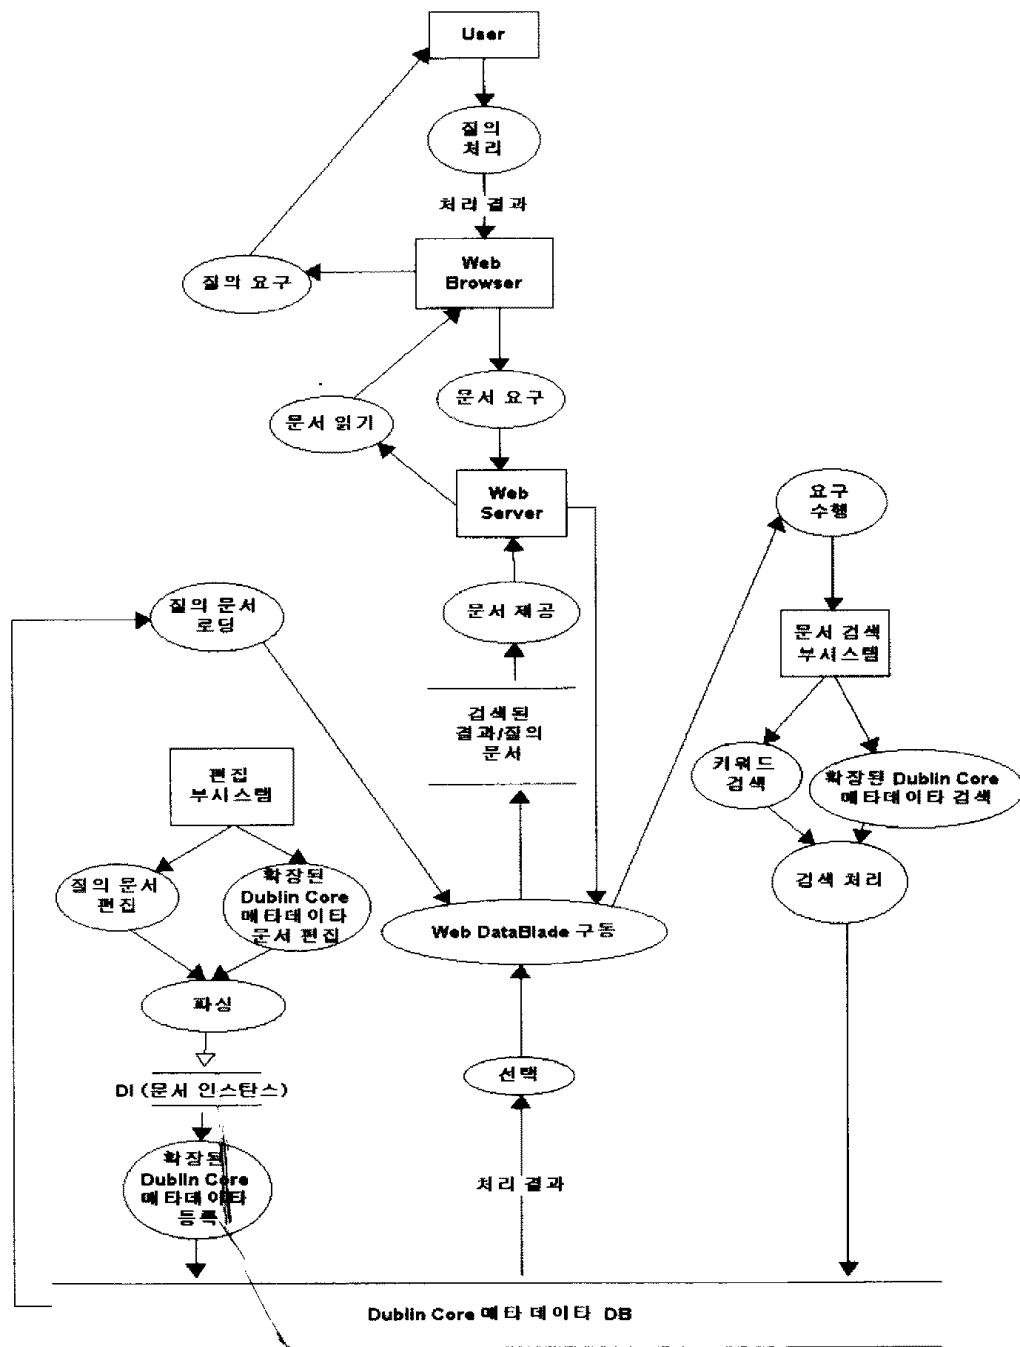 User
질의
처리
처리 결과
Web
Browser
질의 요구
문서 요구
문서 읽기
Web
Server
요구
수행
질의 문서
로딩
문서 제공
문서 검색
부시스템
검색된
결과/질의
문서
편집
부시스템
키워드
검색
확장된 Dublin Core
메타데이타 검색
질의 문서
편집
확장된
Dublin Core
메타데이타
문서 편집
검색 처리
Web DataBlade 구동
파싱
선택
DI (문서 인스탄스)
확장된
Dublin Core
메타데이타
등록
처리 결과
Dublin Core 메타 데이타 DB